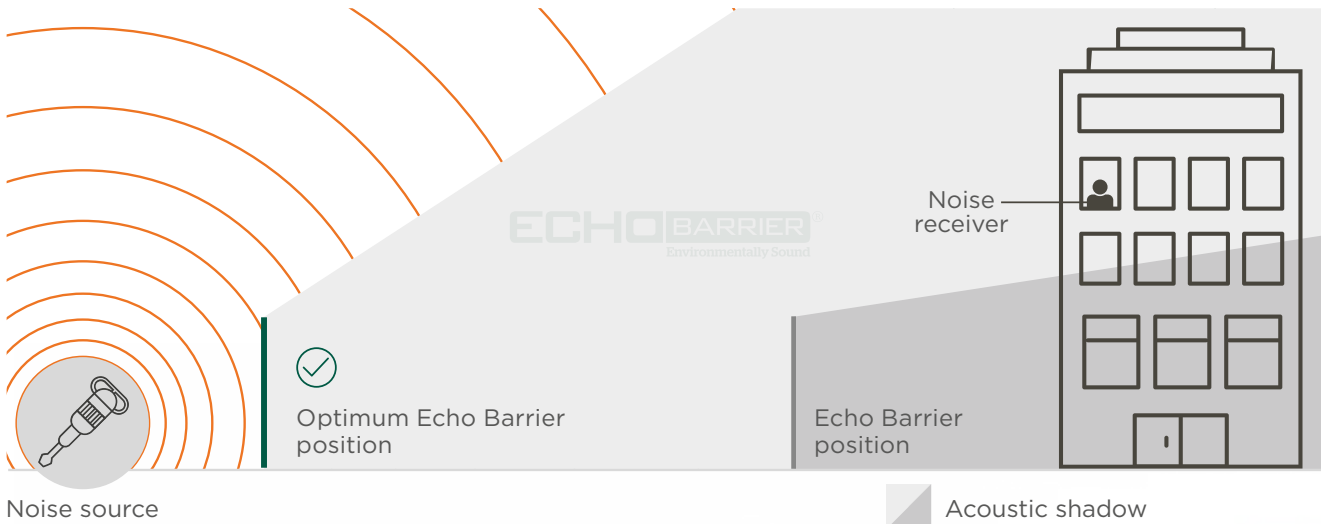 ECHO BARRIER®
Environmentally Sound
Noise
receiver
Optimum Echo Barrier
position
Echo Barrier
position
Noise source
Acoustic shadow